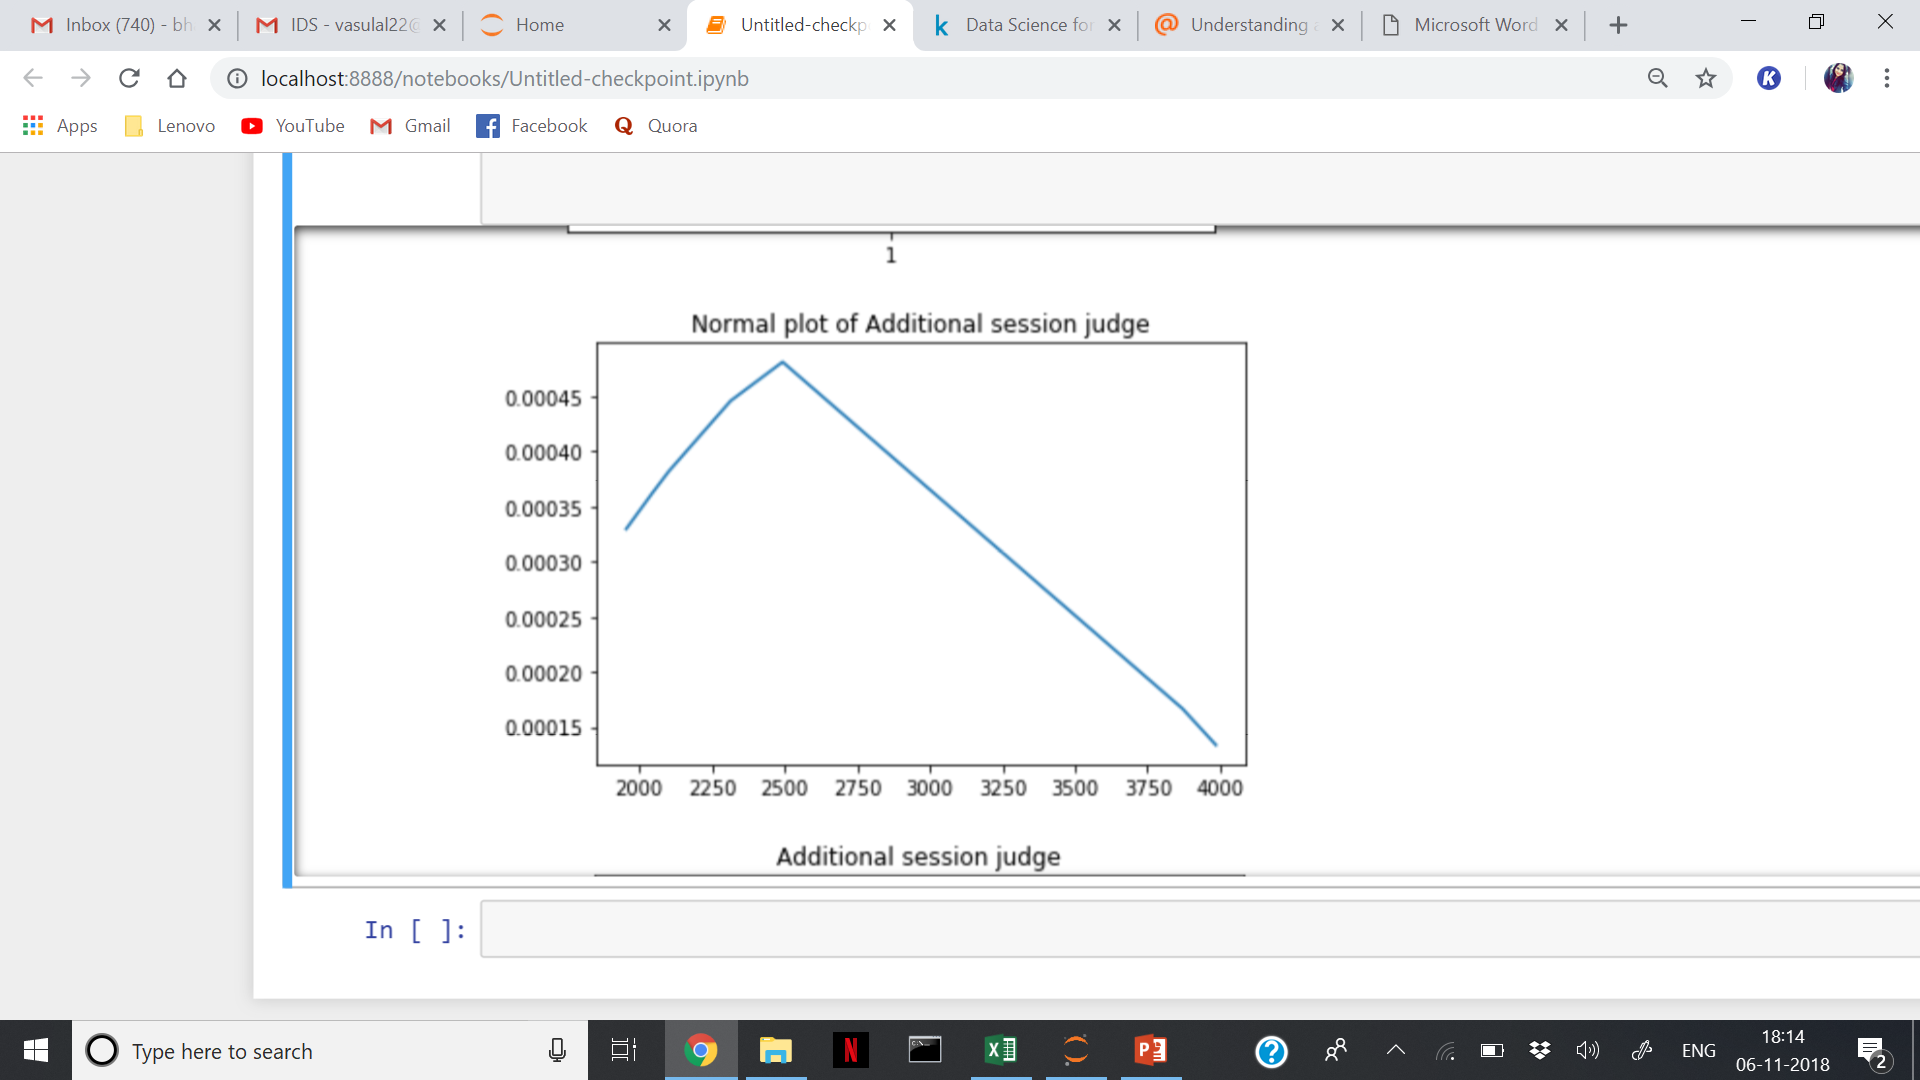 Inbox (740) - bh
IDS - vasulal22@
Home
Untitled-checkp
Data Science for
Understanding
Microsoft Word
localhost:8888/notebooks/Untitled-checkpoint.ipynb
K
Apps
Lenovo
YouTube
Gmail
Facebook
Quora
1
Normal plot of Additional session judge
0.00045
0.00040
0.00035
0.00030
0.00025
0.00020
0.00015
2000 2250 2500 2750 3000 3250 3500 3750 4000
Additional session judge
In [ ]:
Type here to search
ENG
18:14
06-11-2018
2